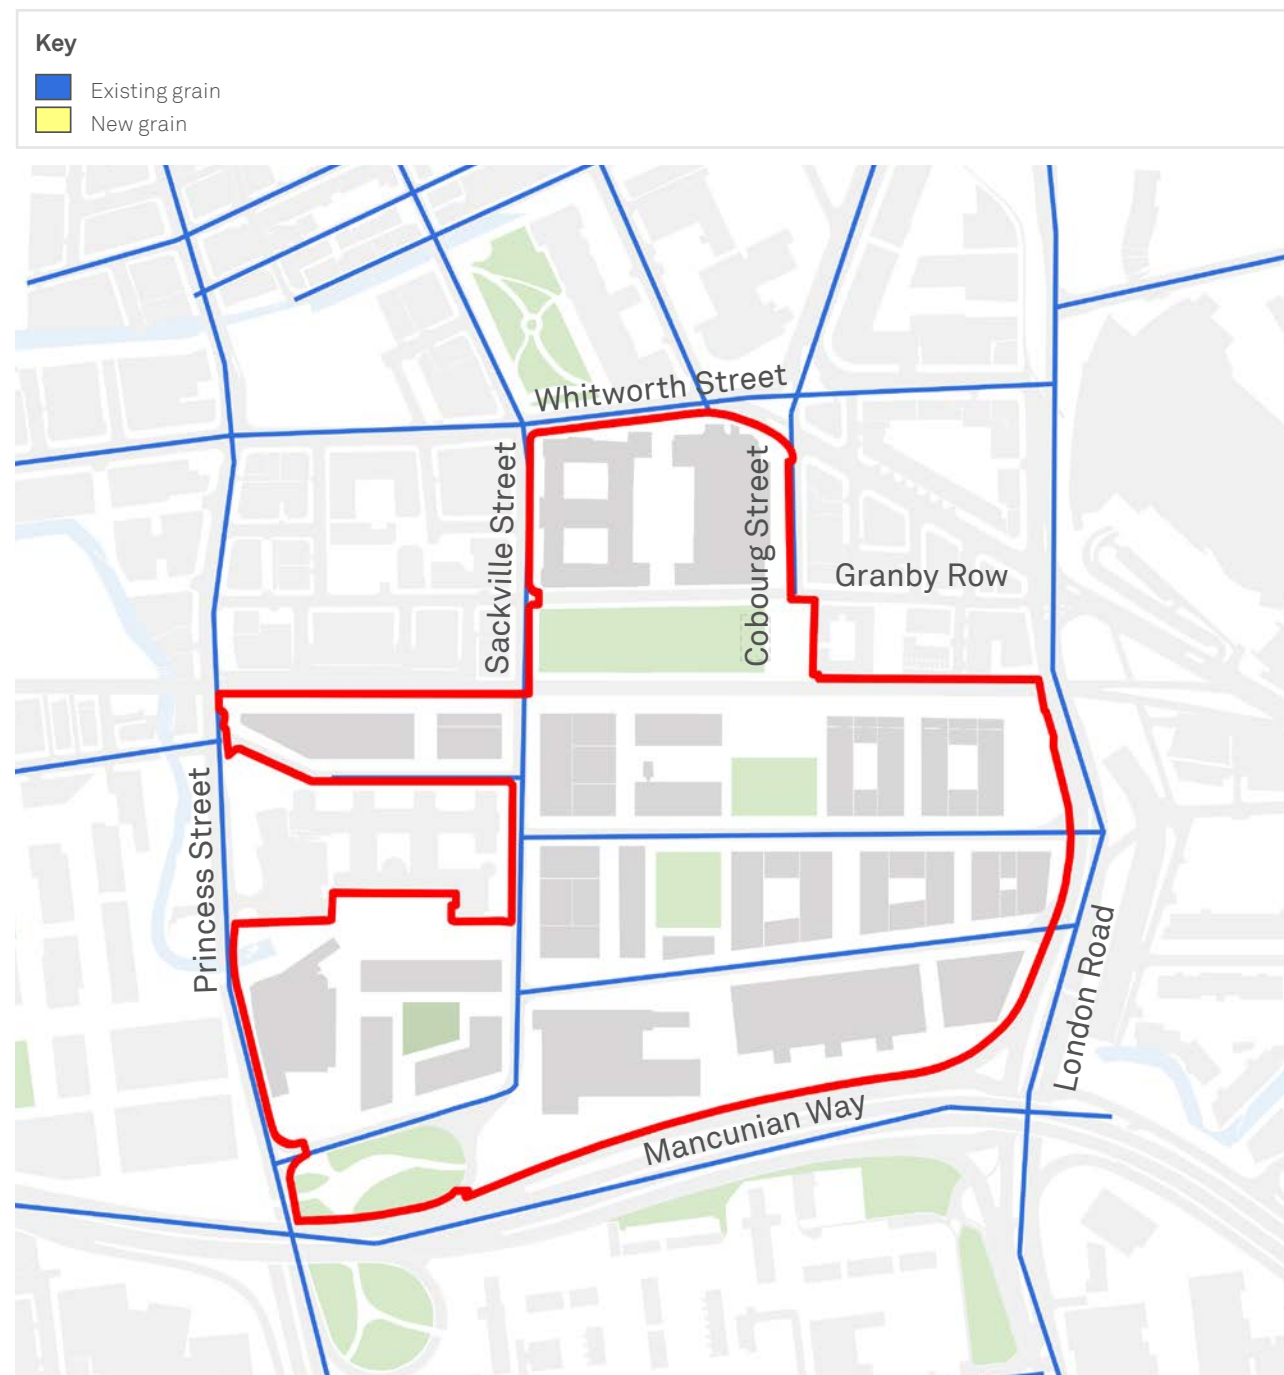 Key
Existing grain
New grain
Whitworth Street
Sackville Street
Cobourg Street
Granby Row
Princess Street
London Road
Mancunian Way